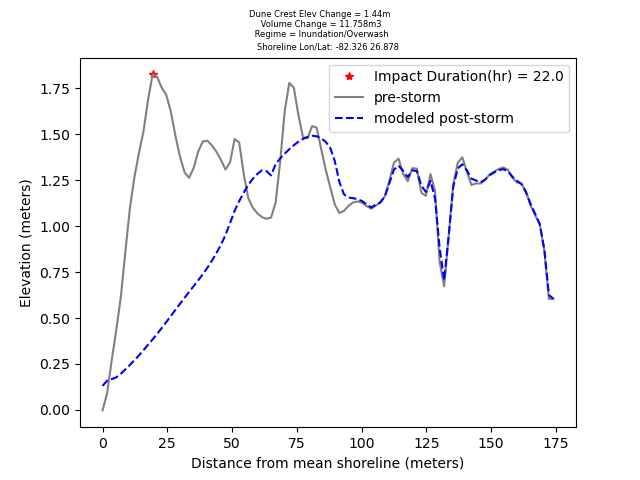 Dune Crest Elev Change = 1.44m
Volume Change = 11.758m3
Regime = Inundation/Overwash
Shoreline Lon/Lat: -82.326 26.878
Impact Duration(hr) = 22.0
pre-storm
modeled post-storm
Elevation (meters)
1.75
1.50
1.25
1.00
0.75
0.50
0.25
0.00
0 25 50 75 100 125 150 175
Distance from mean shoreline (meters)